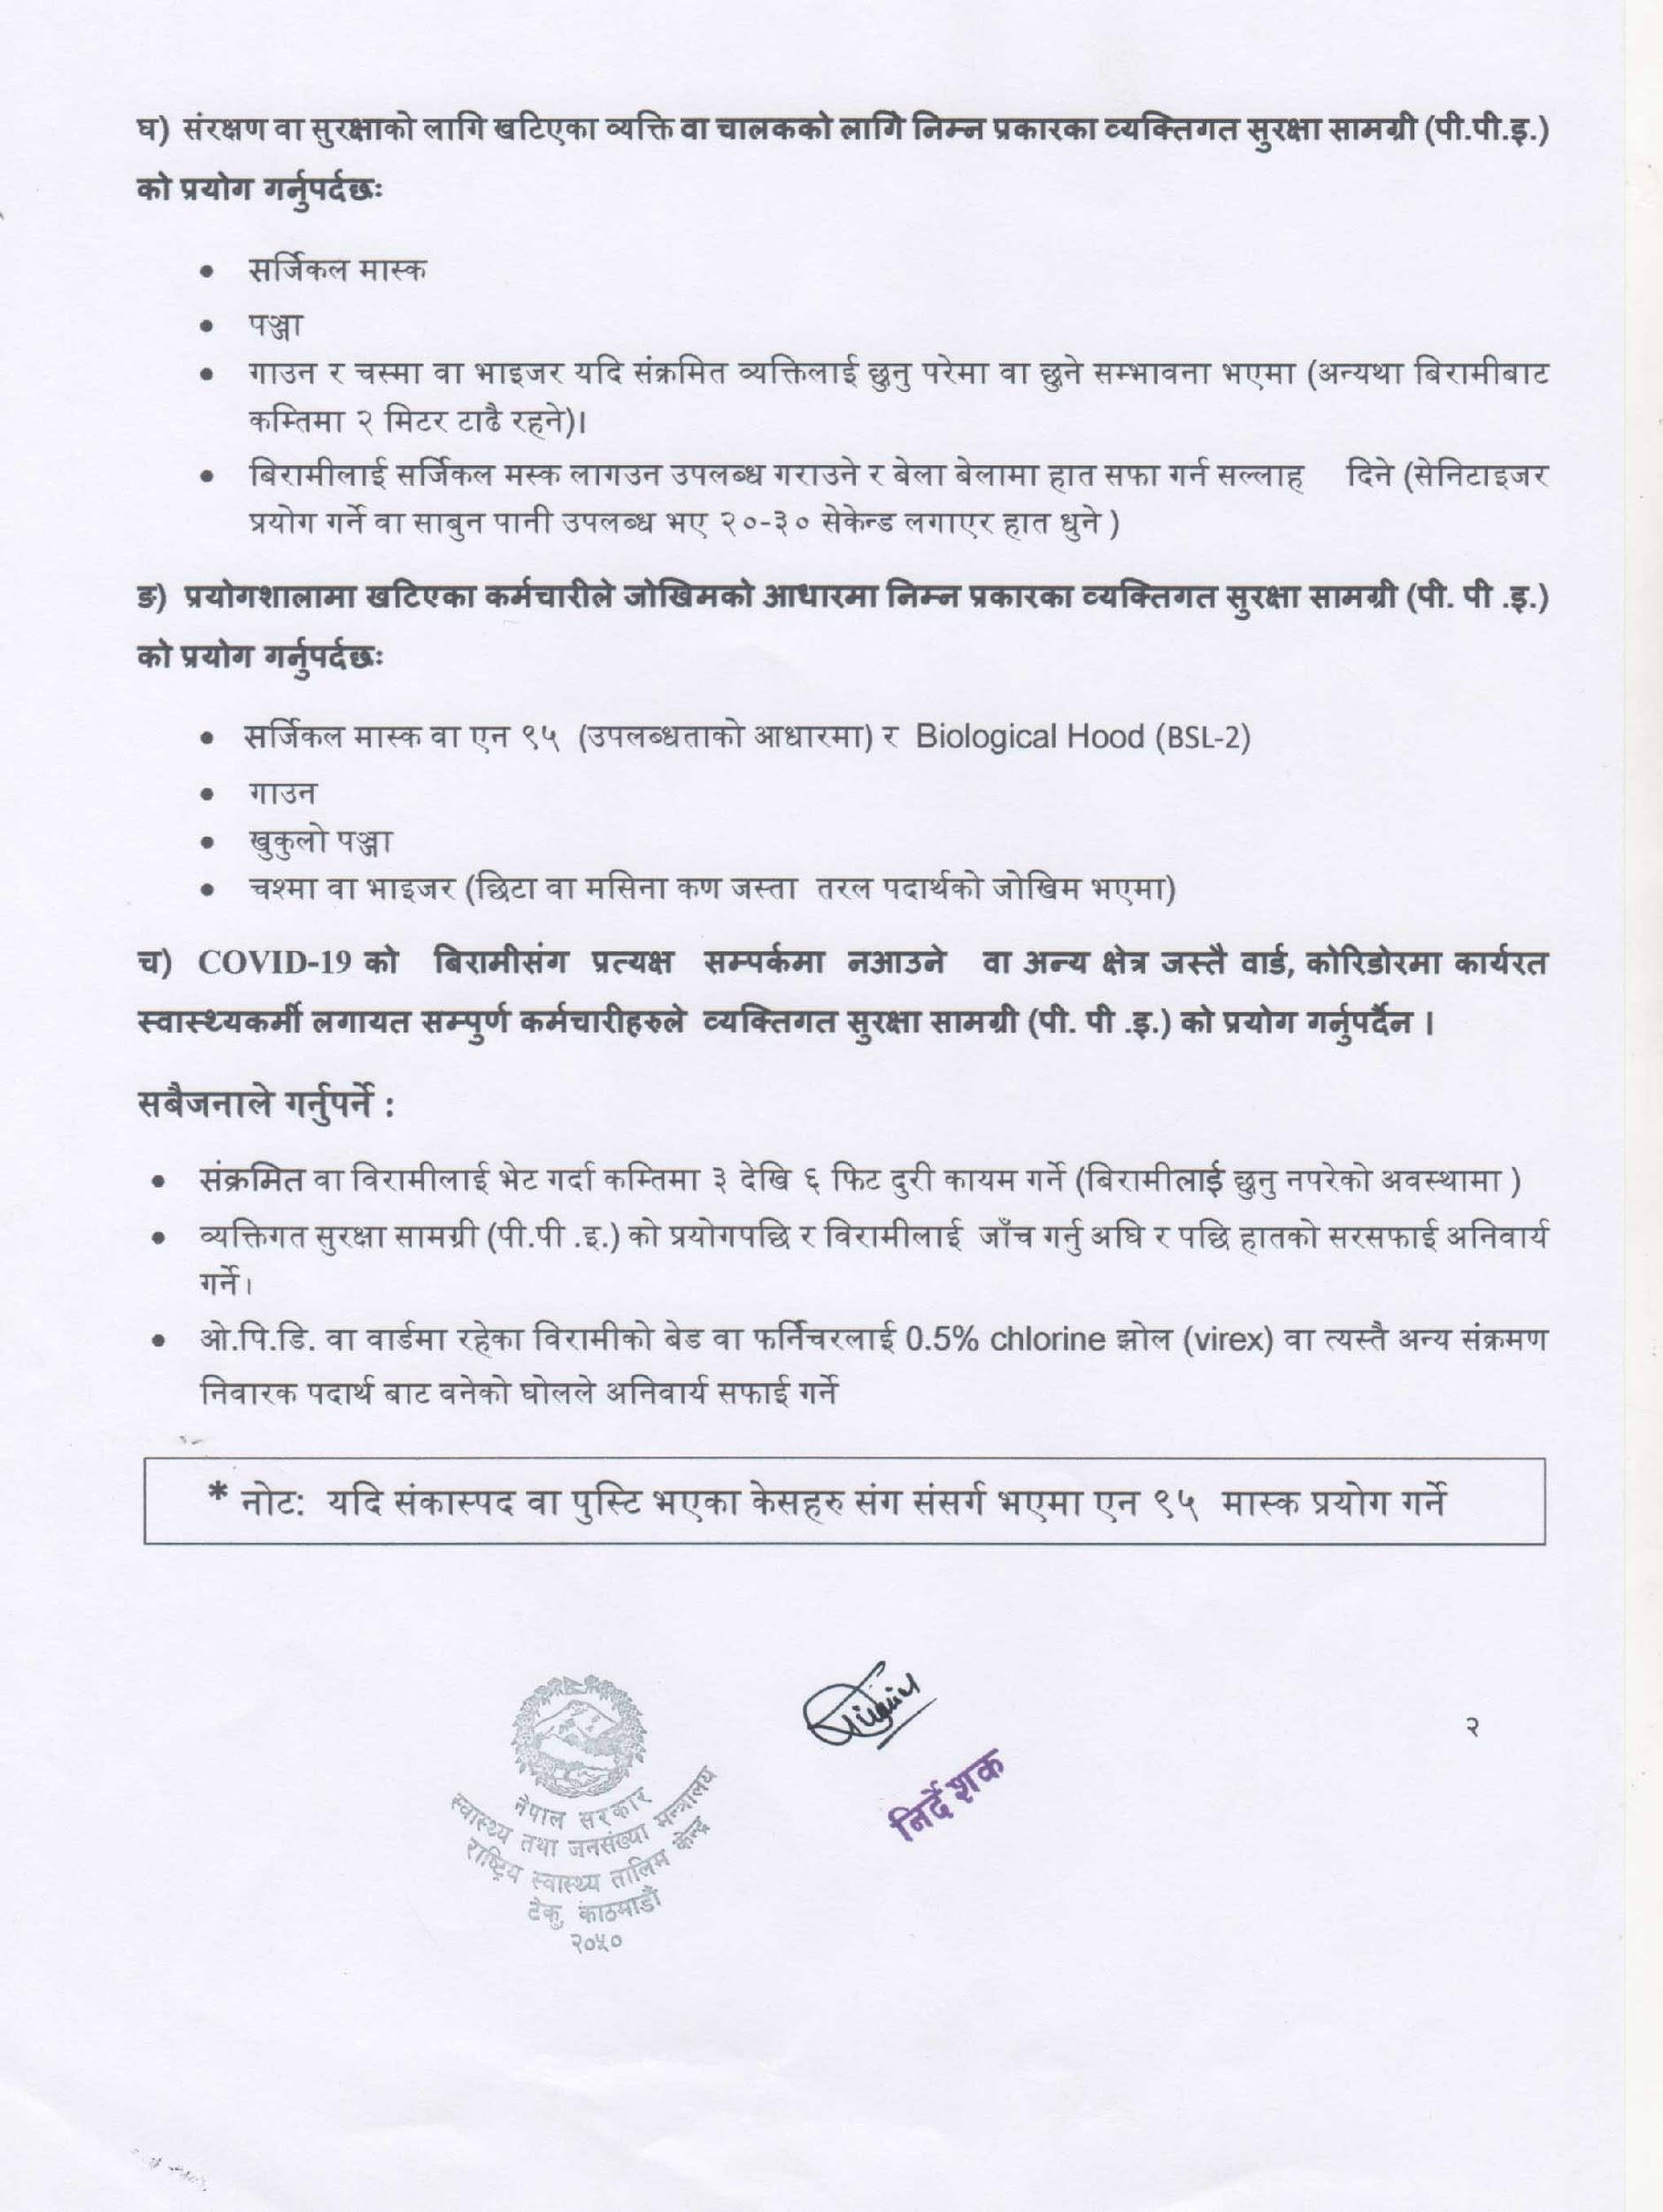 घ) संरक्षण वा सुरक्षाको लागि खटिएका व्यक्ति वा चालकको लागि निम्न प्रकारका व्यक्तिगत सुरक्षा सामग्री (पी.पी.इ.)
को प्रयोग गर्नुपर्दछः
• सर्जिकल मास्क
• पञ्जा
• गाउन र चस्मा वा भाइजर यदि संक्रमित व्यक्तिलाई छुनु परेमा वा छुने सम्भावना भएमा (अन्यथा बिरामीबाट
कम्तिमा २ मिटर टाढै रहने)।
• बिरामीलाई सर्जिकल मस्क लागउन उपलब्ध गराउने र बेला बेलामा हात सफा गर्न सल्लाह दिने (सेनिटाइजर
प्रयोग गर्ने वा साबुन पानी उपलब्ध भए २०-३० सेकेन्ड लगाएर हात धुने )
ङ) प्रयोगशालामा खटिएका कर्मचारीले जोखिमको आधारमा निम्न प्रकारका व्यक्तिगत सुरक्षा सामग्री (पी. पी .इ.)
को प्रयोग गर्नुपर्दछः
• सर्जिकल मास्क वा एन ९५ (उपलब्धताको आधारमा) र Biological Hood (BSL-2)
• गाउन
• खुकुलो पञ्जा
• चश्मा वा भाइजर (छिटा वा मसिना कण जस्ता तरल पदार्थको जोखिम भएमा)
च) COVID-19 को बिरामीसंग प्रत्यक्ष सम्पर्कमा नआउने वा अन्य क्षेत्र जस्तै वार्ड, कोरिडोरमा कार्यरत
स्वास्थ्यकर्मी लगायत सम्पुर्ण कर्मचारीहरुले व्यक्तिगत सुरक्षा सामग्री (पी. पी .इ.) को प्रयोग गर्नुपर्दैन ।
सबैजनाले गर्नुपर्ने :
• संक्रमित वा विरामीलाई भेट गर्दा कम्तिमा ३ देखि ६ फिट दुरी कायम गर्ने (बिरामीलाई छुनु नपरेको अवस्थामा )
• व्यक्तिगत सुरक्षा सामग्री (पी.पी .इ.) को प्रयोगपछि र विरामीलाई जाँच गर्नु अघि र पछि हातको सरसफाई अनिवार्य
गर्ने।
• ओ.पि.डि. वा वार्डमा रहेका विरामीको बेड वा फर्निचरलाई 0.5% chlorine झोल (virex) वा त्यस्तै अन्य संक्रमण
निवारक पदार्थ बाट वनेको घोलले अनिवार्य सफाई गर्ने
* नोट: यदि संकास्पद वा पुस्टि भएका केसहरु संग संसर्ग भएमा एन ९५ मास्क प्रयोग गर्ने
२
निर्देशक
नेपाल सरकार
स्वास्थ्य तथा जनसंख्या मन्त्रालय
राष्ट्रिय स्वास्थ्य तालिम केन्द्र
टेकु, काठमाडौं
२०५०